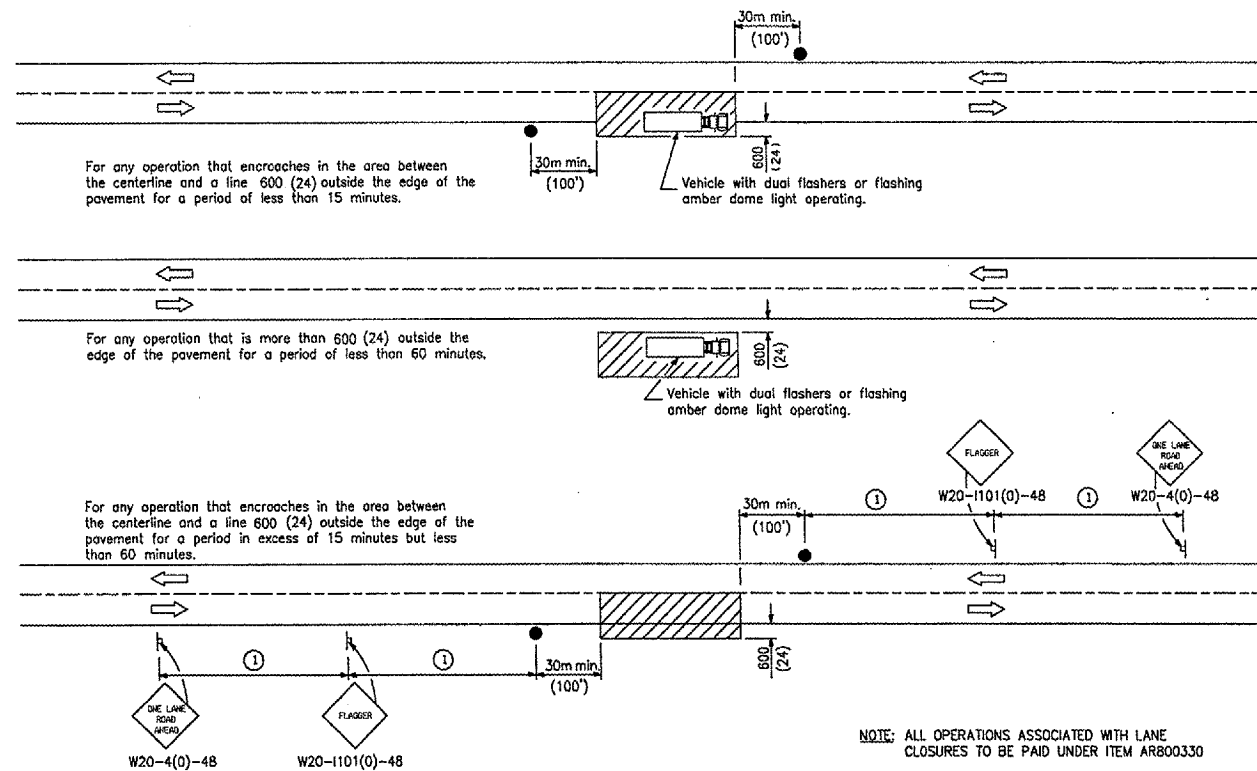 30m min.
(100')
For any operation that encroaches in the area between
the centerline and a line 600 (24) outside the edge of the
pavement for a period of less than 15 minutes.
30m min.
(100')
600
(24)
Vehicle with dual flashers or flashing
amber dome light operating.
For any operation that is more than 600 (24) outside the
edge of the pavement for a period of less than 60 minutes.
600
(24)
Vehicle with dual flashers or flashing
amber dome light operating.
For any operation that encroaches in the area between
the centerline and a line 600 (24) outside the edge of the
pavement for a period in excess of 15 minutes but less
than 60 minutes.
FLAGGER
ONE LANE
ROAD
AHEAD
30m min.
(100')
1
W20-I101(O)-48
1
W20-4(O)-48
1
1
30m min.
(100')
600
(24)
ONE LANE
ROAD
AHEAD
FLAGGER
W20-4(O)-48
W20-I101(O)-48
NOTE: ALL OPERATIONS ASSOCIATED WITH LANE
CLOSURES TO BE PAID UNDER ITEM AR800330